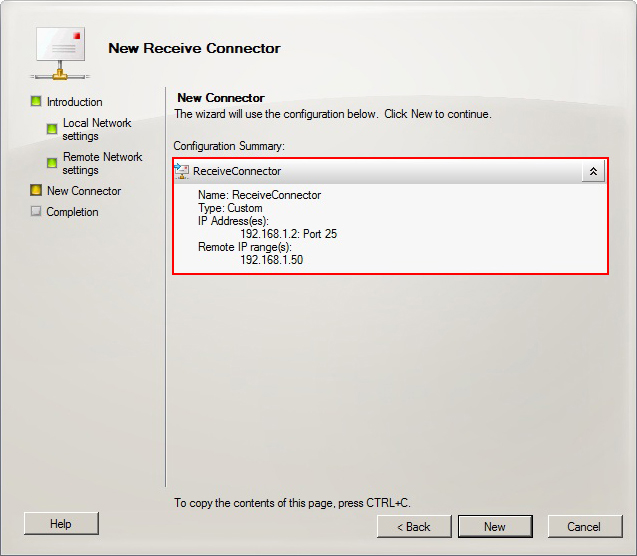 New Receive Connector
Introduction
Local Network
settings
Remote Network
settings
New Connector
Completion
New Connector
The wizard will use the configuration below. Click New to continue.
Configuration Summary:
ReceiveConnector
Name: ReceiveConnector
Type: Custom
IP Address(es):
192.168.1.2: Port 25
Remote IP range(s):
192.168.1.50
To copy the contents of this page, press CTRL+C.
Help
< Back
New
Cancel